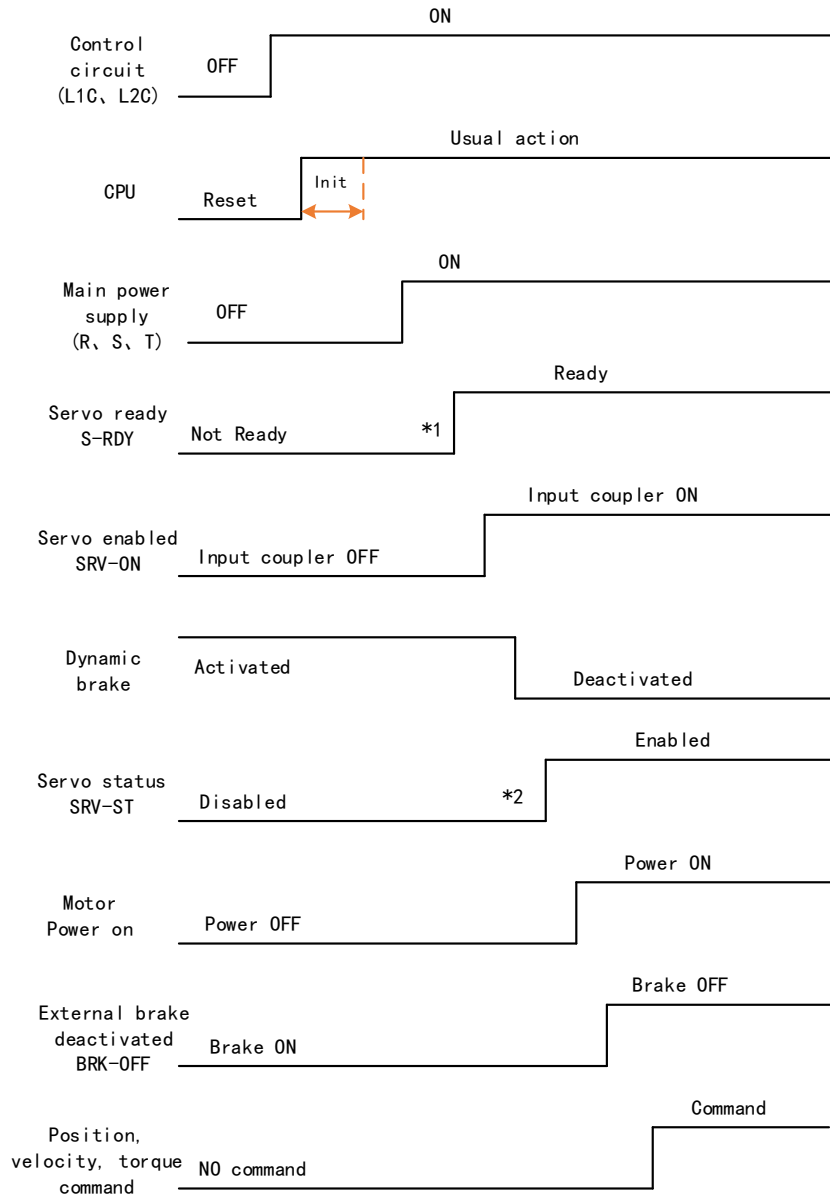 ON
Control
circuit
(L1C、L2C)
OFF
Usual action
CPU
Reset
Init
ON
Main power
supply
(R、S、T)
OFF
Ready
Servo ready
S-RDY
Not Ready
*1
Input coupler ON
Servo enabled
SRV-ON
Input coupler OFF
Dynamic
brake
Activated
Deactivated
Enabled
Servo status
SRV-ST
Disabled
*2
Power ON
Motor
Power on
Power OFF
Brake OFF
External brake
deactivated
BRK-OFF
Brake ON
Command
Position,
velocity, torque
command
NO command